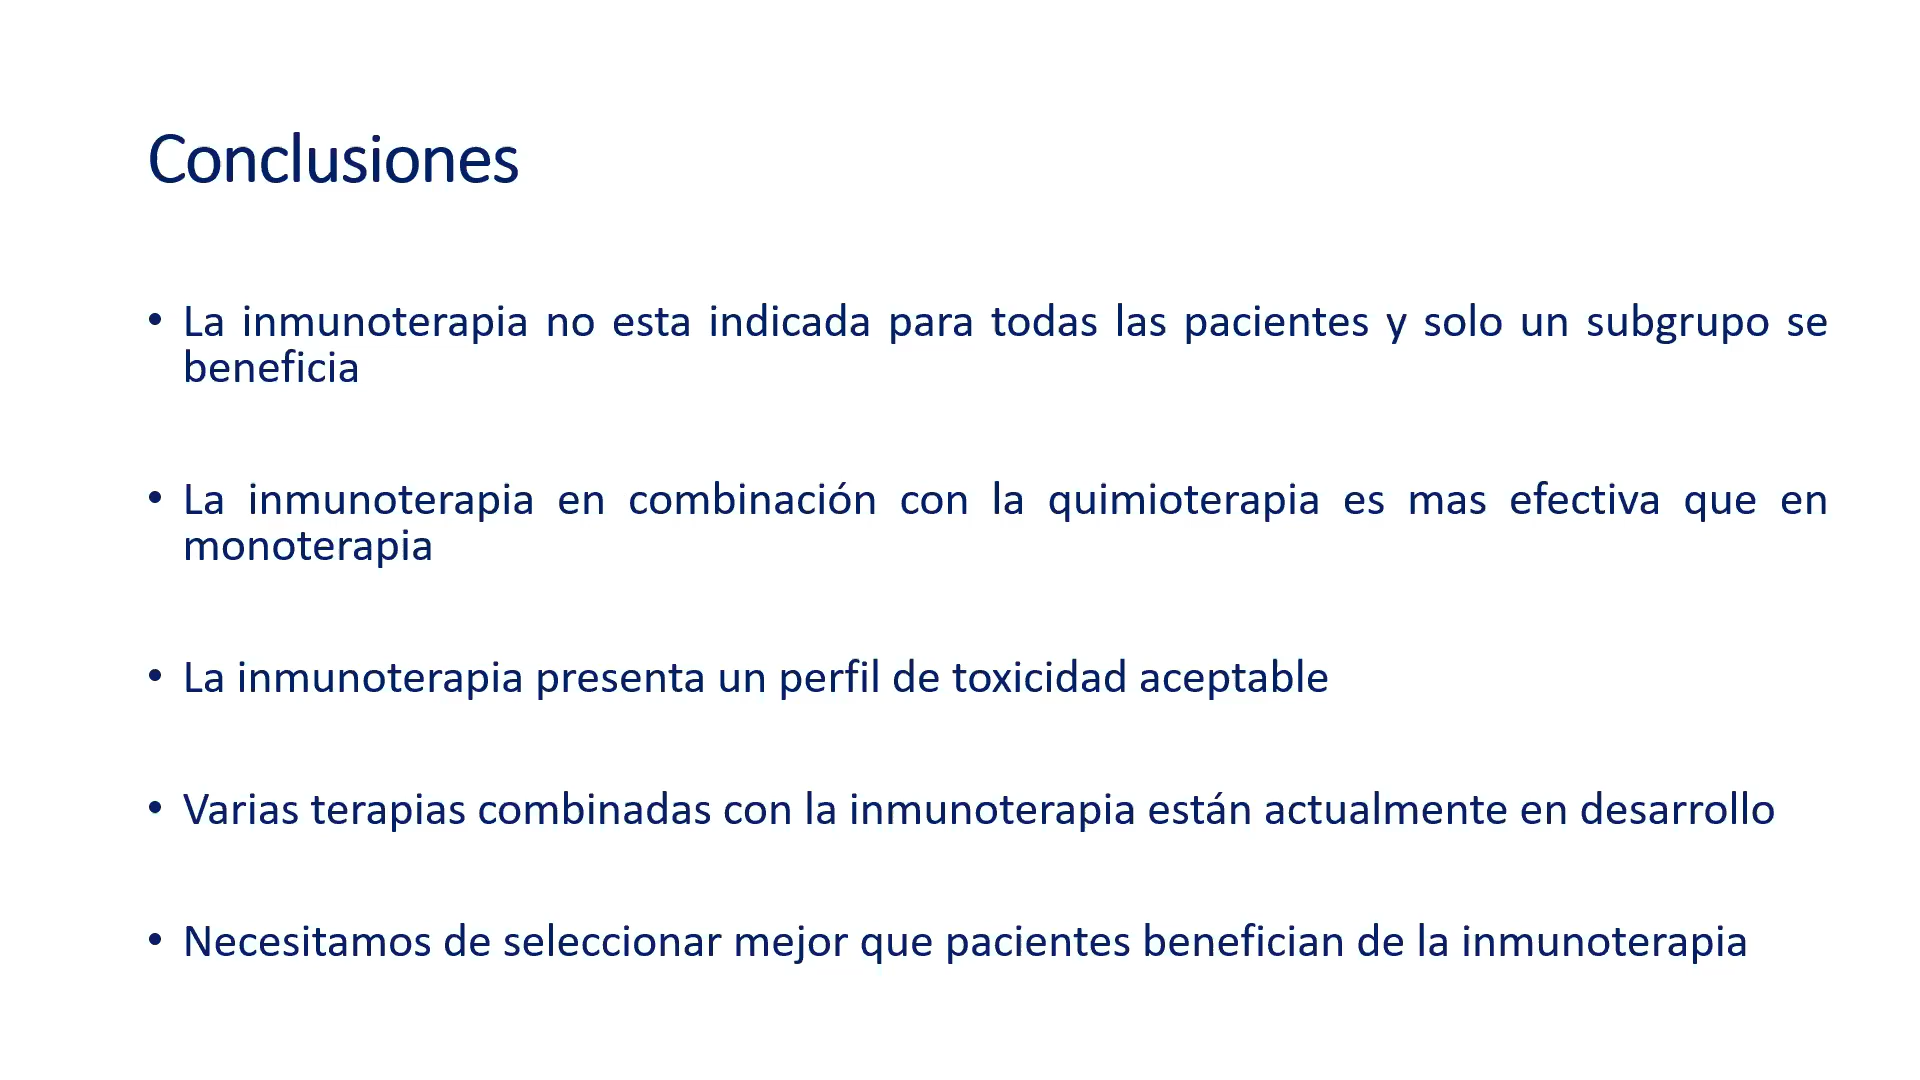 Conclusiones
• La inmunoterapia no esta indicada para todas las pacientes y solo un subgrupo se
beneficia
• La inmunoterapia en combinación con la quimioterapia es mas efectiva que en
monoterapia
• La inmunoterapia presenta un perfil de toxicidad aceptable
• Varias terapias combinadas con la inmunoterapia están actualmente en desarrollo
• Necesitamos de seleccionar mejor que pacientes benefician de la inmunoterapia